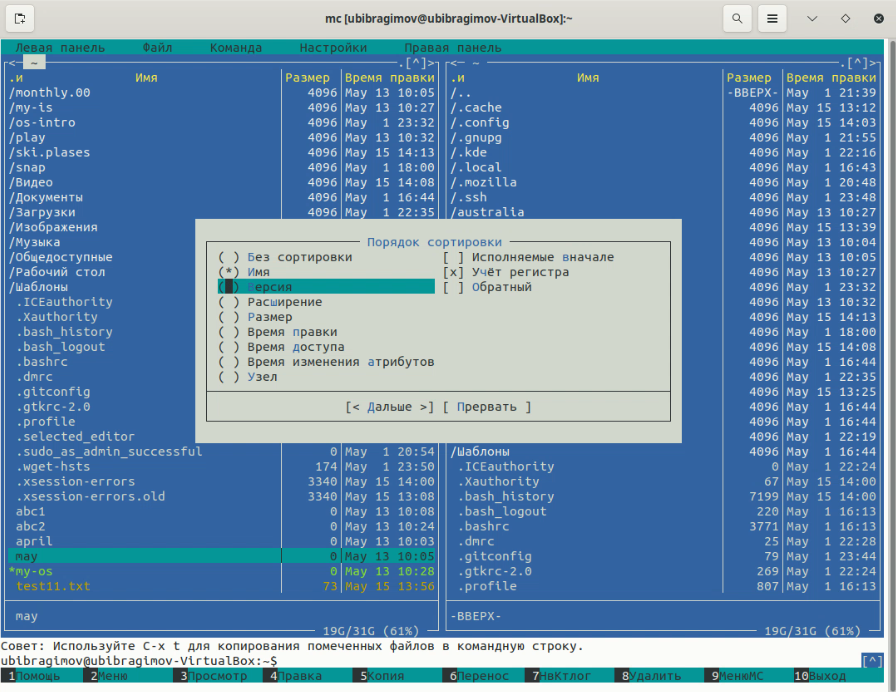 mc [ubibragimov@ubibragimov-VirtualBox]:~
Левая панель Файл Команда Настройки Правая панель
<─ ~ .[^]> <─ ~ .[^]>
.и Имя Размер Время правки .и Имя Размер Время правки
/monthly.00 4096 May 13 10:05 /.. -ВВЕРХ- May 1 21:39
/my-is 4096 May 13 10:27 /.cache 4096 May 15 13:12
/os-intro 4096 May 1 23:32 /.config 4096 May 15 14:03
/play 4096 May 13 10:32 /.gnupg 4096 May 1 21:55
/ski.plases 4096 May 15 14:13 /.kde 4096 May 1 22:16
/snap 4096 May 1 18:00 /.local 4096 May 1 16:43
/Видео 4096 May 15 14:08 /.mozilla 4096 May 1 20:48
/Документы 4096 May 1 16:44 /.ssh 4096 May 1 23:48
/Загрузки 4096 May 1 22:35 /australia 4096 May 13 10:27
/Изображения 4096 May 15 13:39
/Музыка Порядок сортировки 4096 May 13 10:04
/Общедоступные ( ) Без сортировки [ ] Исполняемые вначале 4096 May 13 10:05
/Рабочий стол (*) Имя [x] Учёт регистра 4096 May 13 10:27
/Шаблоны ( ) Версия [ ] Обратный 4096 May 1 23:32
.ICEauthority ( ) Расширение 4096 May 13 10:32
.Xauthority ( ) Размер 4096 May 15 14:13
.bash_history ( ) Время правки 4096 May 1 18:00
.bash_logout ( ) Время доступа 4096 May 15 14:08
.bashrc ( ) Время изменения атрибутов 4096 May 1 16:44
.dmrc ( ) Узел 4096 May 1 22:35
.gitconfig 4096 May 15 13:25
.gtkrc-2.0 [< Дальше >] [ Прервать ] 4096 May 1 16:44
.profile 4096 May 1 16:44
.selected_editor 4096 May 1 22:19
.sudo_as_admin_successful 0 May 1 20:54 /Шаблоны 4096 May 1 16:44
.wget-hsts 174 May 1 23:50 .ICEauthority 0 May 1 22:24
.xsession-errors 3340 May 15 14:00 .Xauthority 67 May 15 14:00
.xsession-errors.old 3340 May 15 13:08 .bash_history 7199 May 15 14:00
abc1 0 May 13 10:08 .bash_logout 220 May 1 16:13
abc2 0 May 13 10:24 .bashrc 3771 May 1 16:13
april 0 May 13 10:03 .dmrc 25 May 1 22:28
may 0 May 13 10:05 .gitconfig 79 May 1 23:44
*my-os 0 May 13 10:28 .gtkrc-2.0 269 May 1 22:24
test11.txt 73 May 15 13:56 .profile 807 May 1 16:13
may -ВВЕРХ-
19G/31G (61%) 19G/31G (61%)
Совет: Используйте C-x t для копирования помеченных файлов в командную строку.
ubibragimov@ubibragimov-VirtualBox:~$ [^]
1Помощь 2Меню 3Просмотр 4Правка 5Копия 6Перенос 7НвКтлог 8Удалить 9МенюМС 10Выход